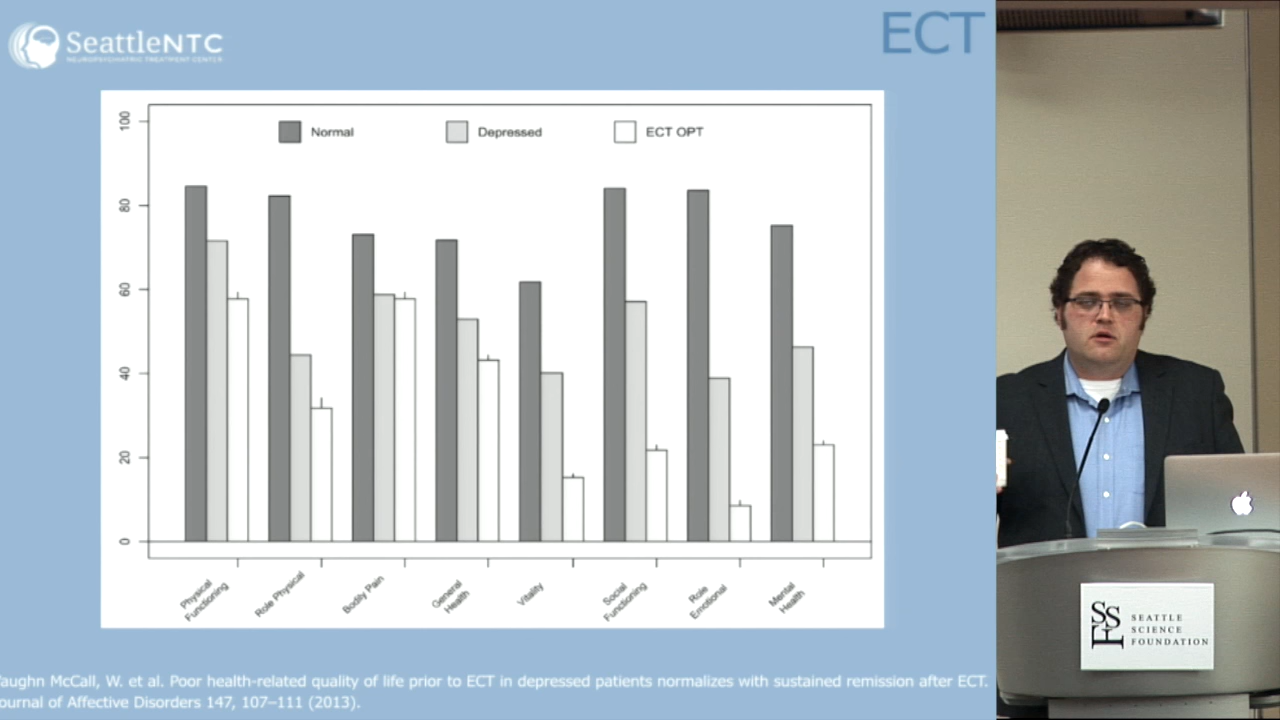 SeattleNTC
NEUROPSYCHIATRIC TREATMENT CENTER
ECT
Normal
Depressed
ECT OPT
100
80
60
40
20
0
Physical
Functioning
Role Physical
Bodily Pain
General
Health
Vitality
Social
Functioning
Role
Emotional
Mental
Health
Vaughn McCall, W. et al. Poor health-related quality of life prior to ECT in depressed patients normalizes with sustained remission after ECT.
Journal of Affective Disorders 147, 107–111 (2013).
SSF
SEATTLE
SCIENCE
FOUNDATION